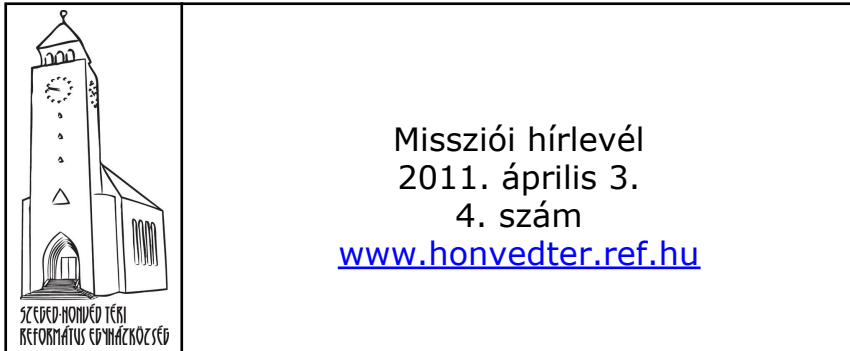 SZEGED-HONVÉD TÉRI
REFORMÁTUS EGYHÁZKÖZSÉG
Missziói hírlevél
2011. április 3.
4. szám
www.honvedter.ref.hu